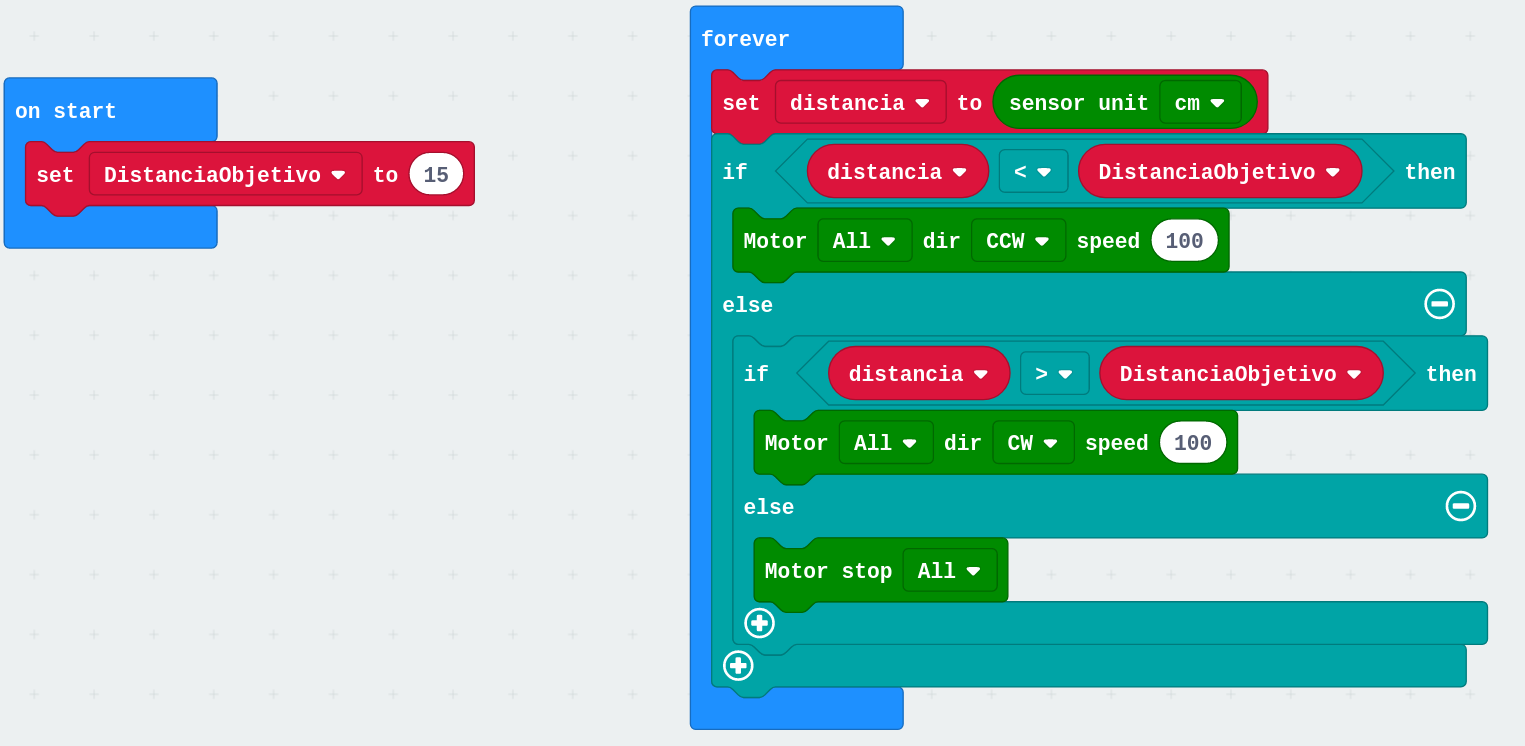 on start
set DistanciaObjetivo to 15
forever
set distancia to sensor unit cm
if distancia < DistanciaObjetivo then
Motor All dir CCW speed 100
else
if distancia > DistanciaObjetivo then
Motor All dir CW speed 100
else
Motor stop All